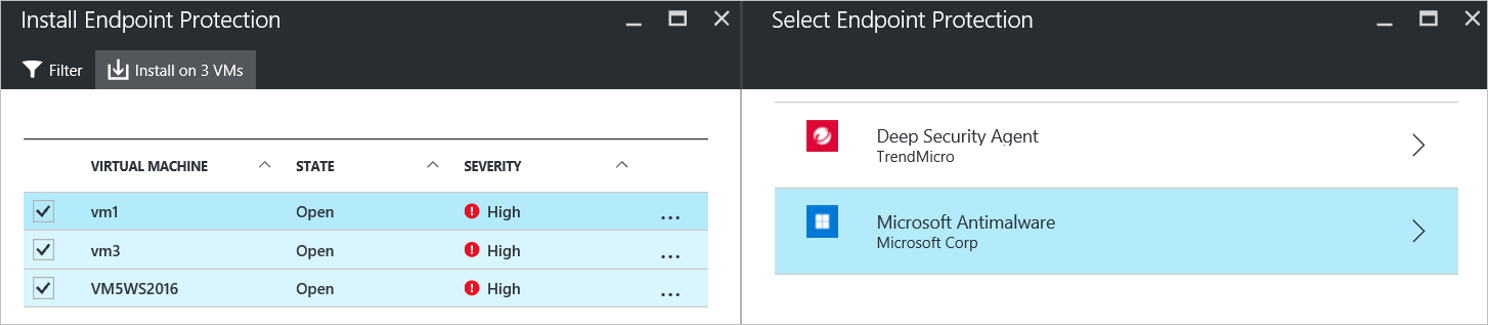 Install Endpoint Protection
Filter
Install on 3 VMs
VIRTUAL MACHINE STATE SEVERITY
vm1 Open High ...
vm3 Open High ...
VM5WS2016 Open High ...
Select Endpoint Protection
Deep Security Agent
TrendMicro
Microsoft Antimalware
Microsoft Corp